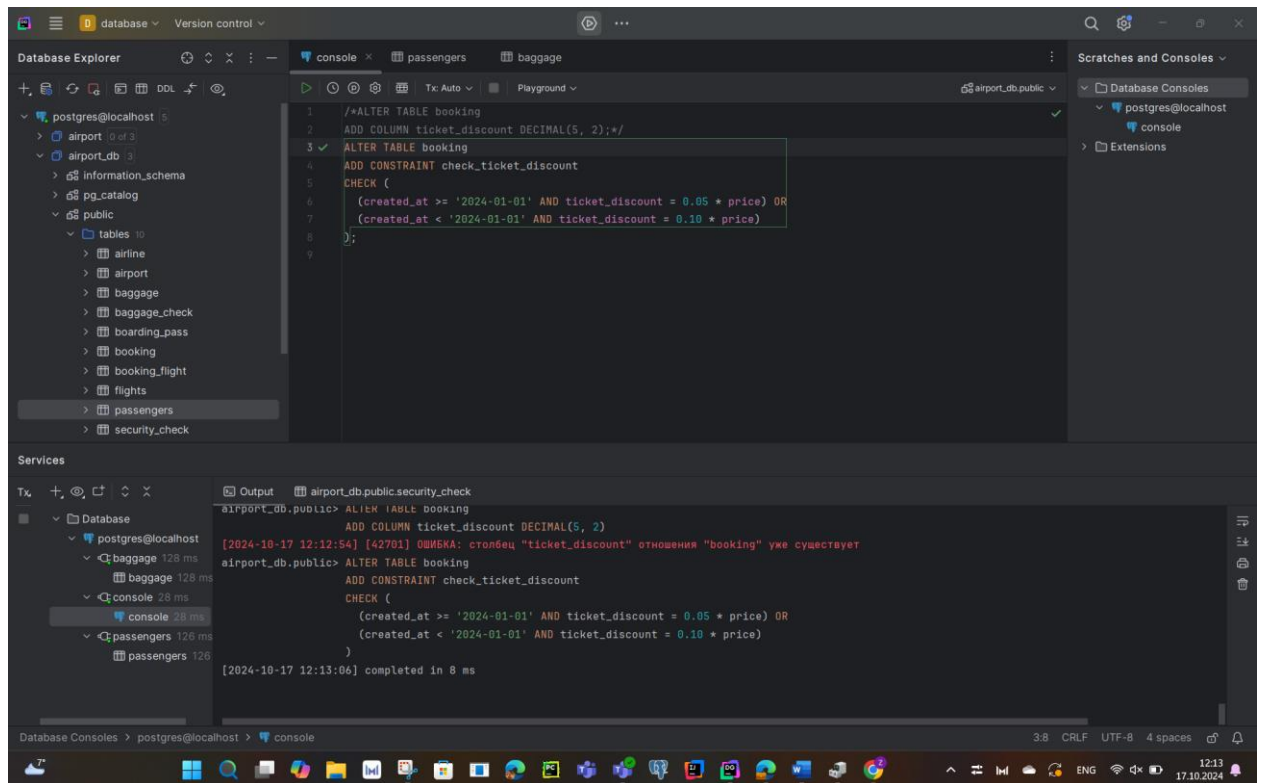 D database Version control
Database Explorer
console passengers baggage
Scratches and Consoles
DDL
Tx: Auto Playground airport_db.public
postgres@localhost 5
airport 0 of 3
airport_db 3
information_schema
pg_catalog
public
tables 10
airline
airport
baggage
baggage_check
boarding_pass
booking
booking_flight
flights
passengers
security_check
1 /*ALTER TABLE booking
2 ADD COLUMN ticket_discount DECIMAL(5, 2);*/
3 ALTER TABLE booking
4 ADD CONSTRAINT check_ticket_discount
5 CHECK (
6 (created_at >= '2024-01-01' AND ticket_discount = 0.05 * price) OR
7 (created_at < '2024-01-01' AND ticket_discount = 0.10 * price)
8 );
9
Database Consoles
postgres@localhost
console
Extensions
Services
Tx
Output airport_db.public.security_check
Database
postgres@localhost
baggage 128 ms
baggage 128 ms
console 28 ms
console 28 ms
passengers 126 ms
passengers 126
airport_db.public> ALTER TABLE booking
ADD COLUMN ticket_discount DECIMAL(5, 2)
[2024-10-17 12:12:54] [42701] ОШИБКА: столбец "ticket_discount" отношения "booking" уже существует
airport_db.public> ALTER TABLE booking
ADD CONSTRAINT check_ticket_discount
CHECK (
(created_at >= '2024-01-01' AND ticket_discount = 0.05 * price) OR
(created_at < '2024-01-01' AND ticket_discount = 0.10 * price)
)
[2024-10-17 12:13:06] completed in 8 ms
Database Consoles > postgres@localhost > console
3:8 CRLF UTF-8 4 spaces
7°
ENG
12:13
17.10.2024